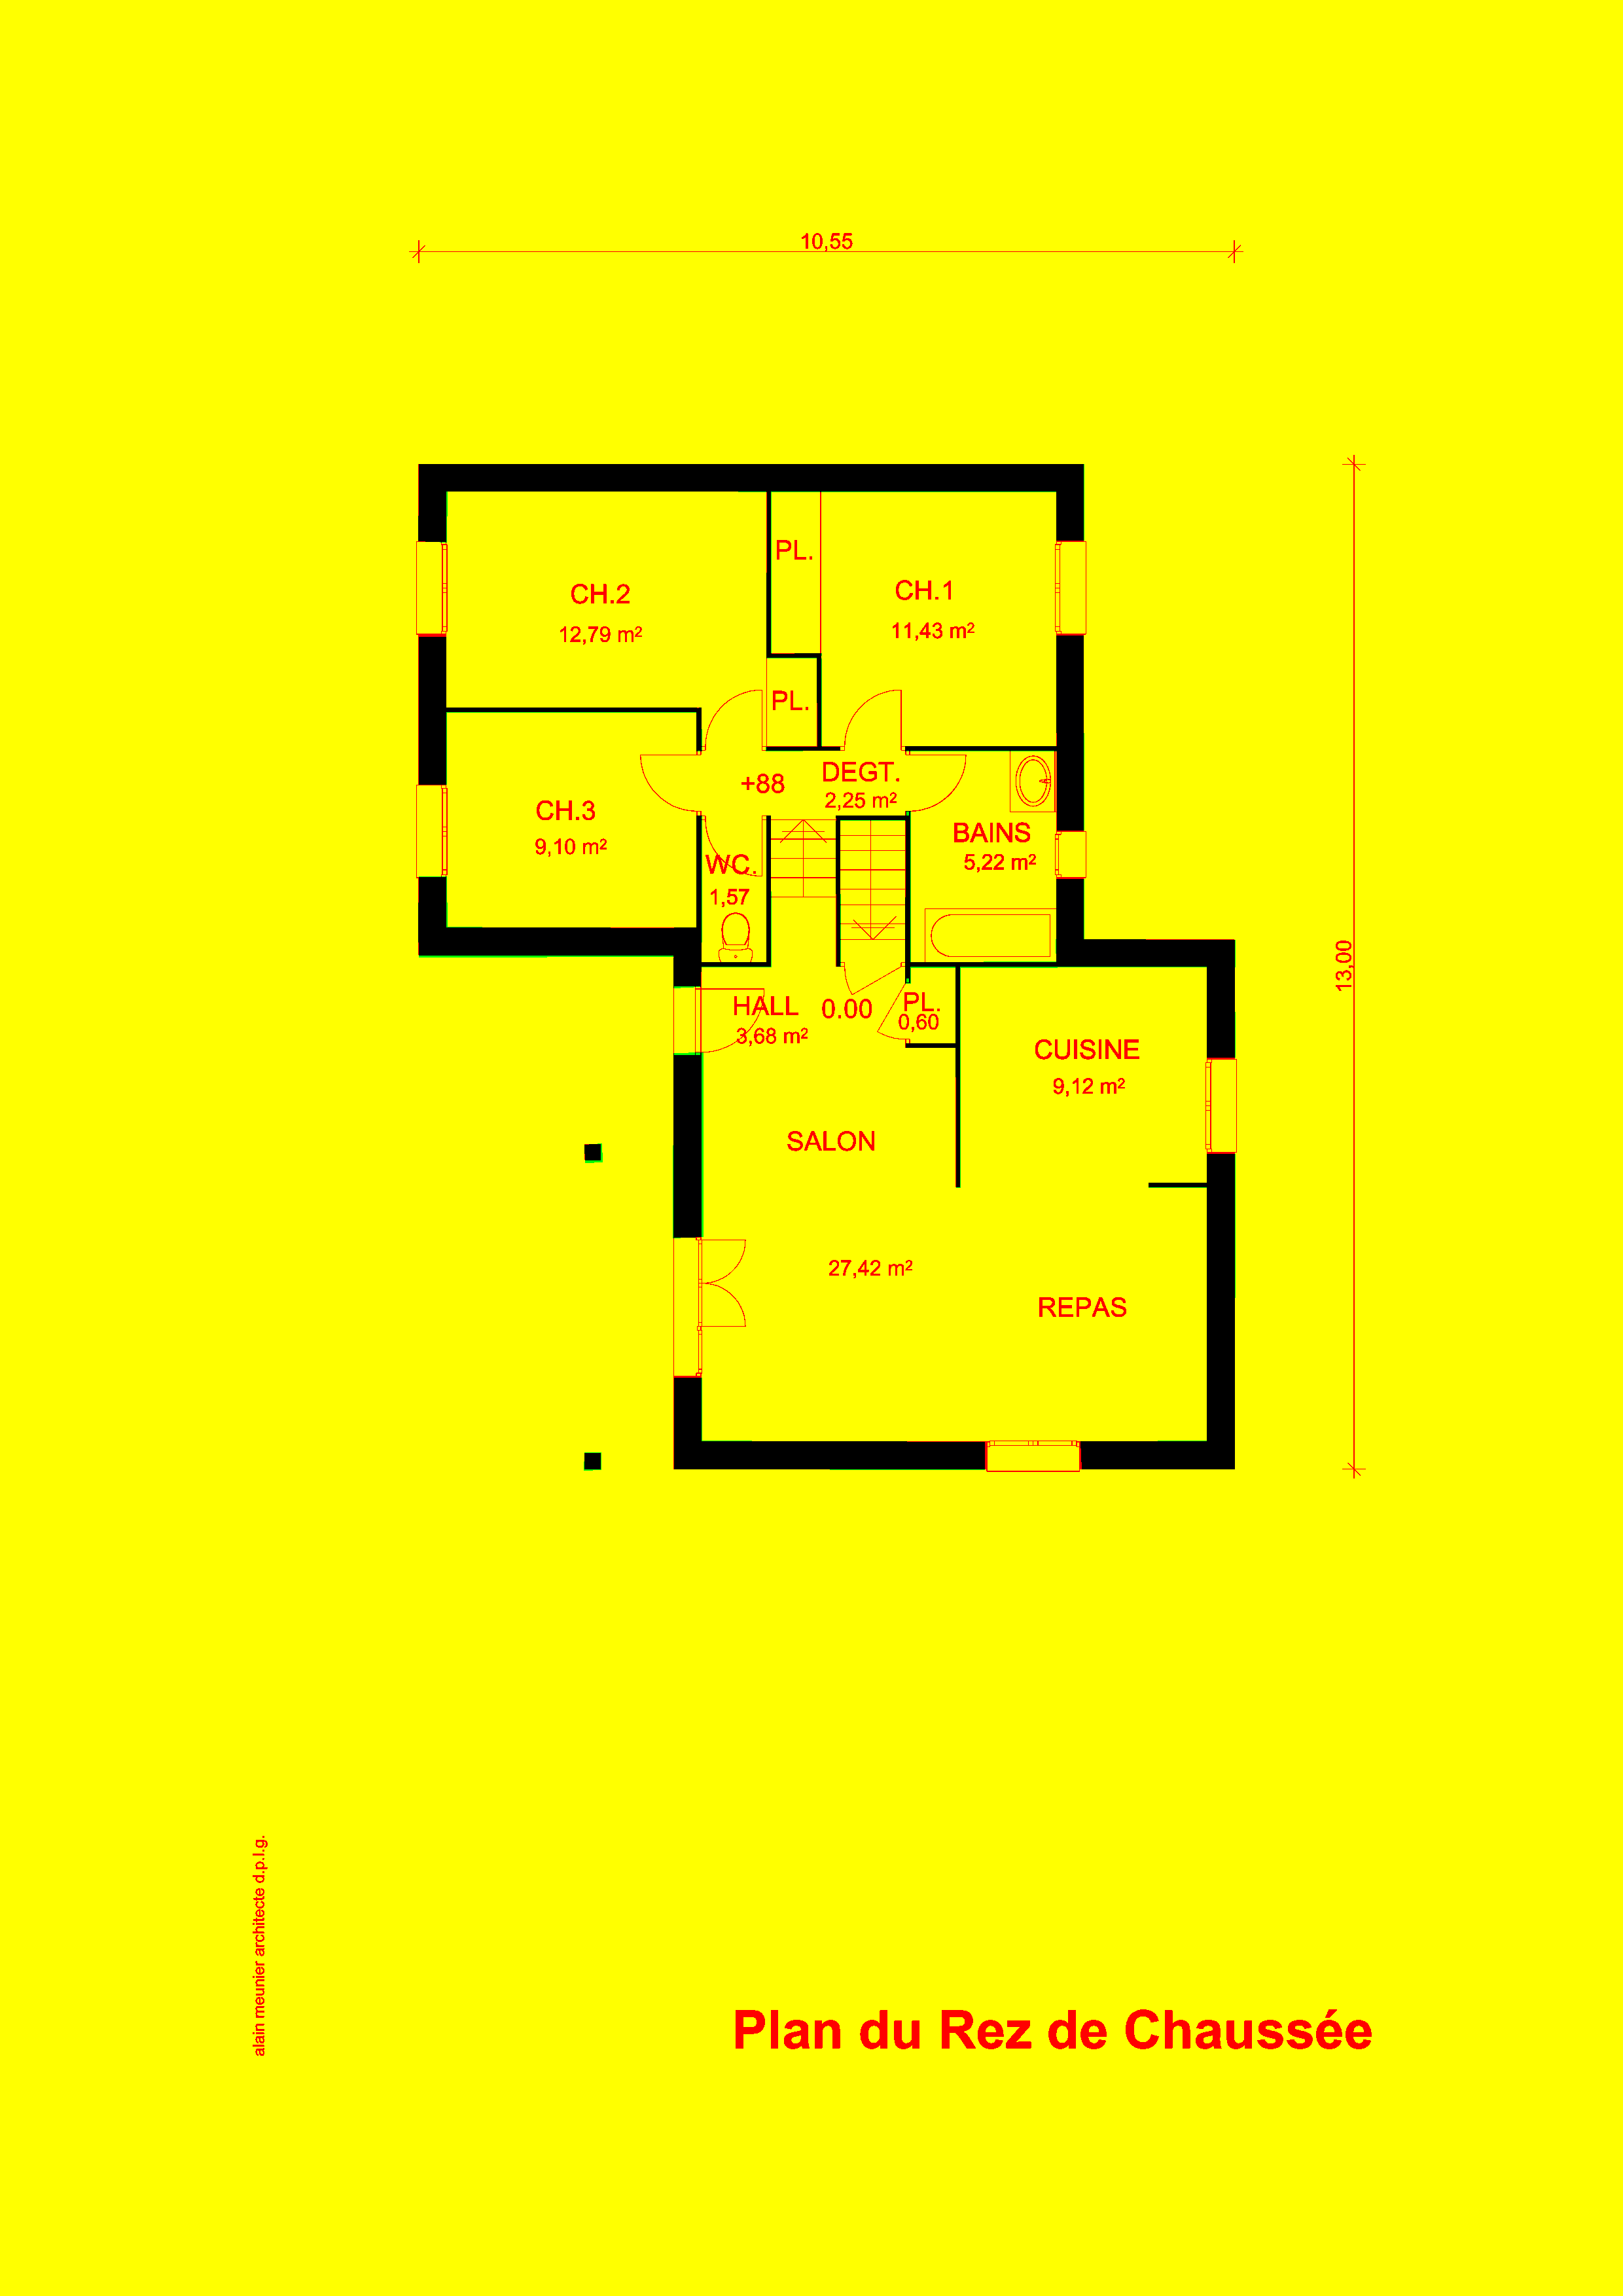 10,55
PL.
CH.2
12,79 m²
CH.1
11,43 m²
PL.
+88
DEGT.
2,25 m²
CH.3
9,10 m²
BAINS
5,22 m²
WC.
1,57
HALL
3,68 m²
0.00
PL.
0,60
13,00
CUISINE
9,12 m²
SALON
27,42 m²
REPAS
alain meunier architecte d.p.l.g.
Plan du Rez de Chaussée